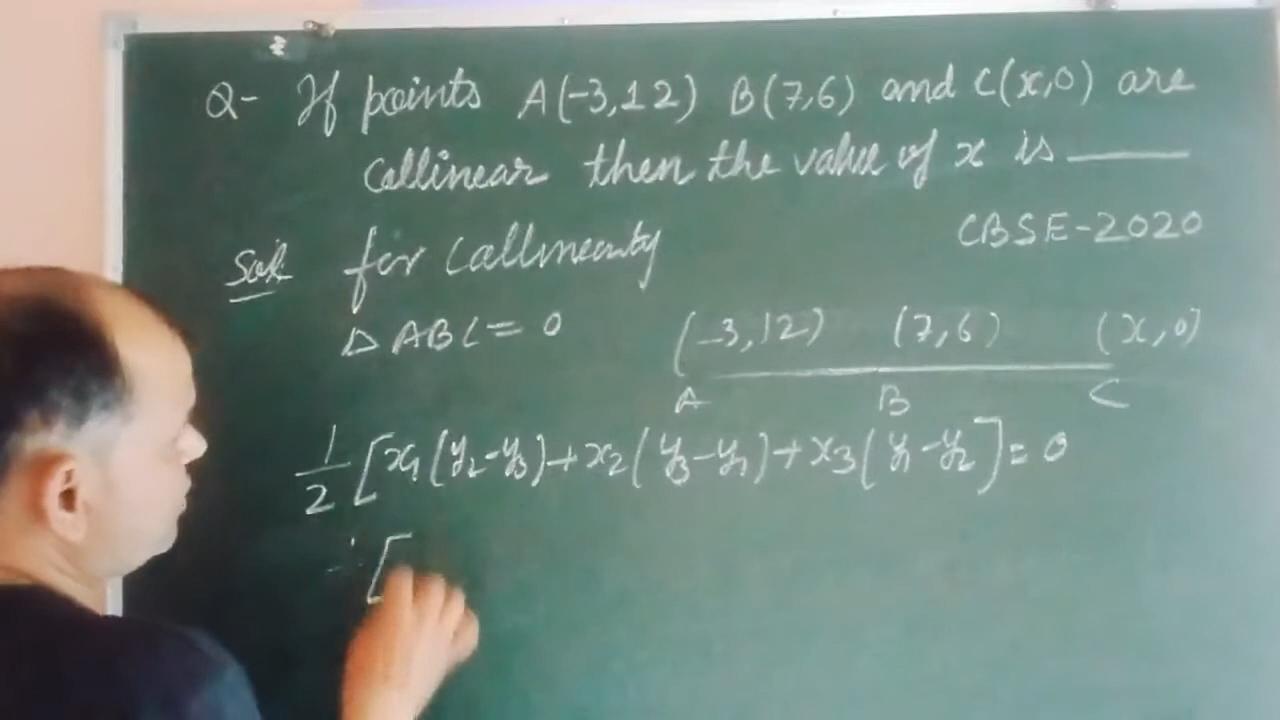 Q- If points A(-3,12) B(7,6) and C(x,0) are
collinear then the value of x is ____
CBSE-2020
Sol for collinearity
△ABC = 0
(-3,12) (7,6) (x,0)
A B C
1/2 [x₁(y₂-y₃)+x₂(y₃-y₁)+x₃(y₁-y₂]=0
∴ [